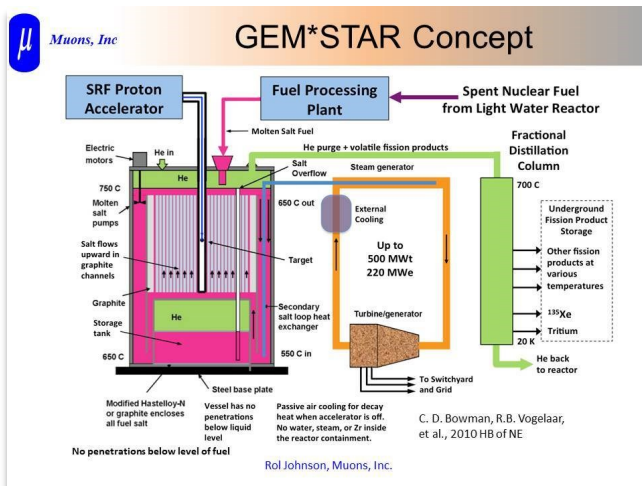 μ
Muons, Inc
GEM*STAR Concept
SRF Proton
Accelerator
Fuel Processing
Plant
Spent Nuclear Fuel
from Light Water Reactor
Molten Salt Fuel
Electric
motors
He in
He purge + volatile fission products
Fractional
Distillation
Column
Salt
Overflow
Steam generator
He
750 C
650 C out
700 C
Molten
salt
pumps
External
Cooling
Underground
Fission Product
Storage
Salt flows
upward in
graphite
channels
Target
Up to
500 MWt
220 MWe
Other fission
products at
various
temperatures
Graphite
He
Secondary
salt loop heat
exchanger
Turbine/generator
¹³⁵Xe
Storage
tank
Tritium
650 C
550 C in
20 K
He back
to reactor
Steel base plate
To Switchyard
and Grid
Modified Hastelloy-N
or graphite encloses
all fuel salt
Vessel has no
penetrations
below liquid
level
Passive air cooling for decay
heat when accelerator is off.
No water, steam, or Zr inside
the reactor containment.
C. D. Bowman, R.B. Vogelaar,
et al., 2010 HB of NE
No penetrations below level of fuel
Rol Johnson, Muons, Inc.